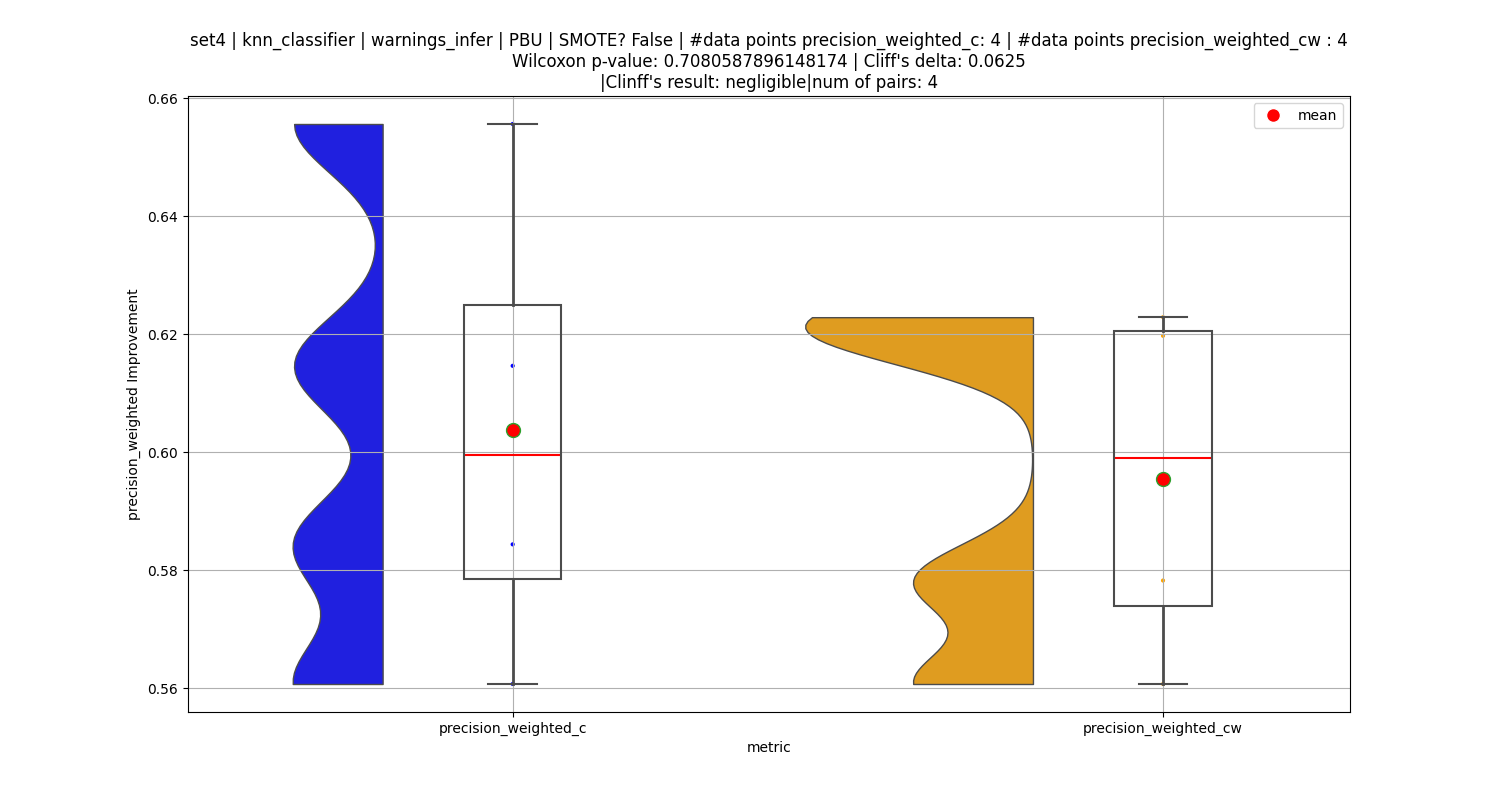 set4 | knn_classifier | warnings_infer | PBU | SMOTE? False | #data points precision_weighted_c: 4 | #data points precision_weighted_cw : 4
Wilcoxon p-value: 0.7080587896148174 | Cliff's delta: 0.0625
|Clinff's result: negligible|num of pairs: 4
mean
0.66
0.64
0.62
0.60
0.58
0.56
precision_weighted Improvement
precision_weighted_c
precision_weighted_cw
metric